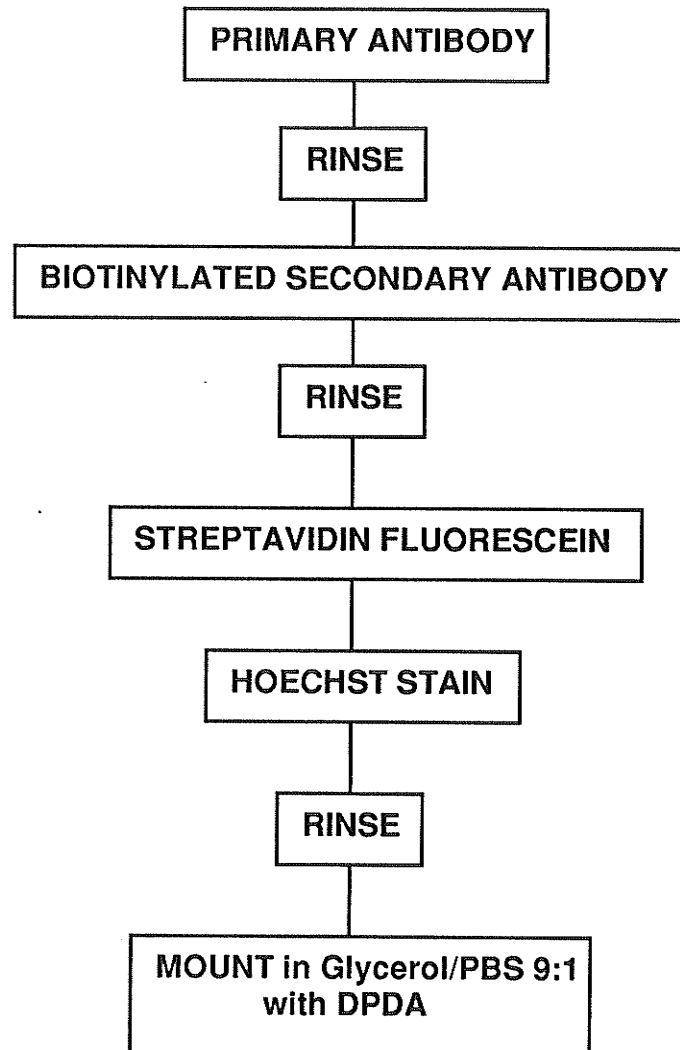 PRIMARY ANTIBODY
RINSE
BIOTINYLATED SECONDARY ANTIBODY
RINSE
STREPTAVIDIN FLUORESCEIN
HOECHST STAIN
RINSE
MOUNT in Glycerol/PBS 9:1
with DPDA